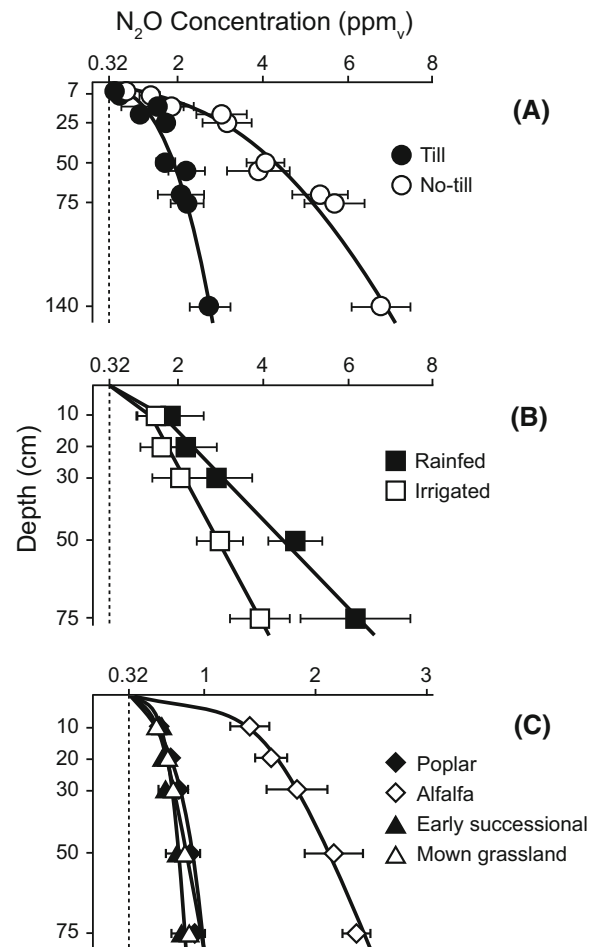 N₂O Concentration (ppmᵥ)
0.32 2 4 6 8
7
25
50
75
140
(A)
Till
No-till
0.32 2 4 6 8
10
20
30
50
75
(B)
Rainfed
Irrigated
Depth (cm)
0.32 1 2 3
10
20
30
50
75
(C)
Poplar
Alfalfa
Early successional
Mown grassland